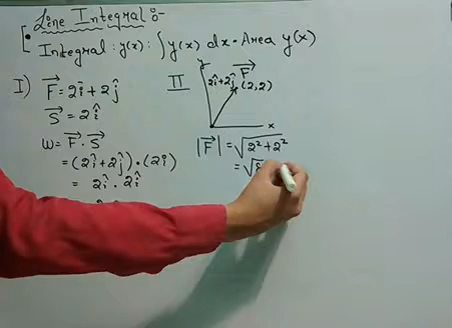 Line Integral :-
Integral : y(x) : ∫ y(x) dx • Area y(x)
I)
F⃗ = 2î + 2ĵ
S⃗ = 2î
W = F⃗ · S⃗
= (2î + 2ĵ) · (2î)
= 2î · 2î
II
y
2î + 2ĵ F⃗
(2,2)
x
|F⃗| = √2² + 2²
= √8